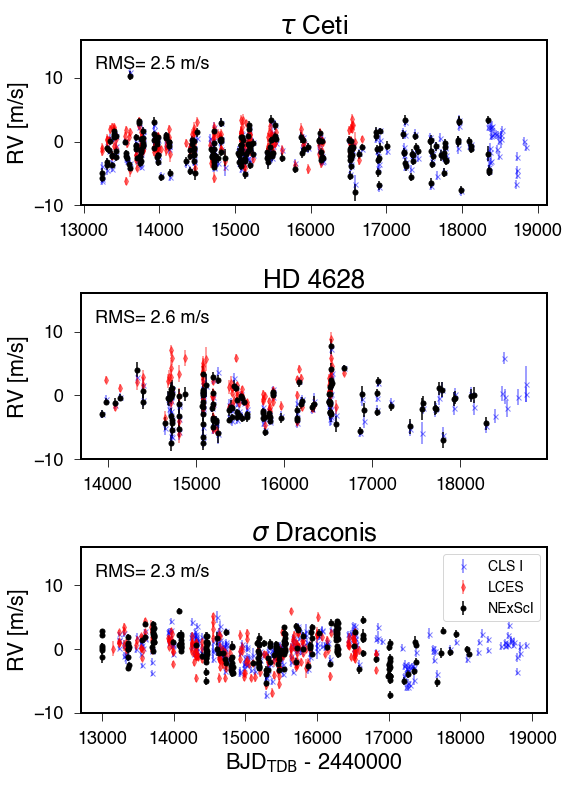 τ Ceti
RMS= 2.5 m/s
RV [m/s]
10
0
−10
13000 14000 15000 16000 17000 18000 19000
HD 4628
RMS= 2.6 m/s
RV [m/s]
10
0
−10
14000 15000 16000 17000 18000
σ Draconis
RMS= 2.3 m/s
CLS I
LCES
NExScI
RV [m/s]
10
0
−10
13000 14000 15000 16000 17000 18000 19000
BJD_TDB - 2440000